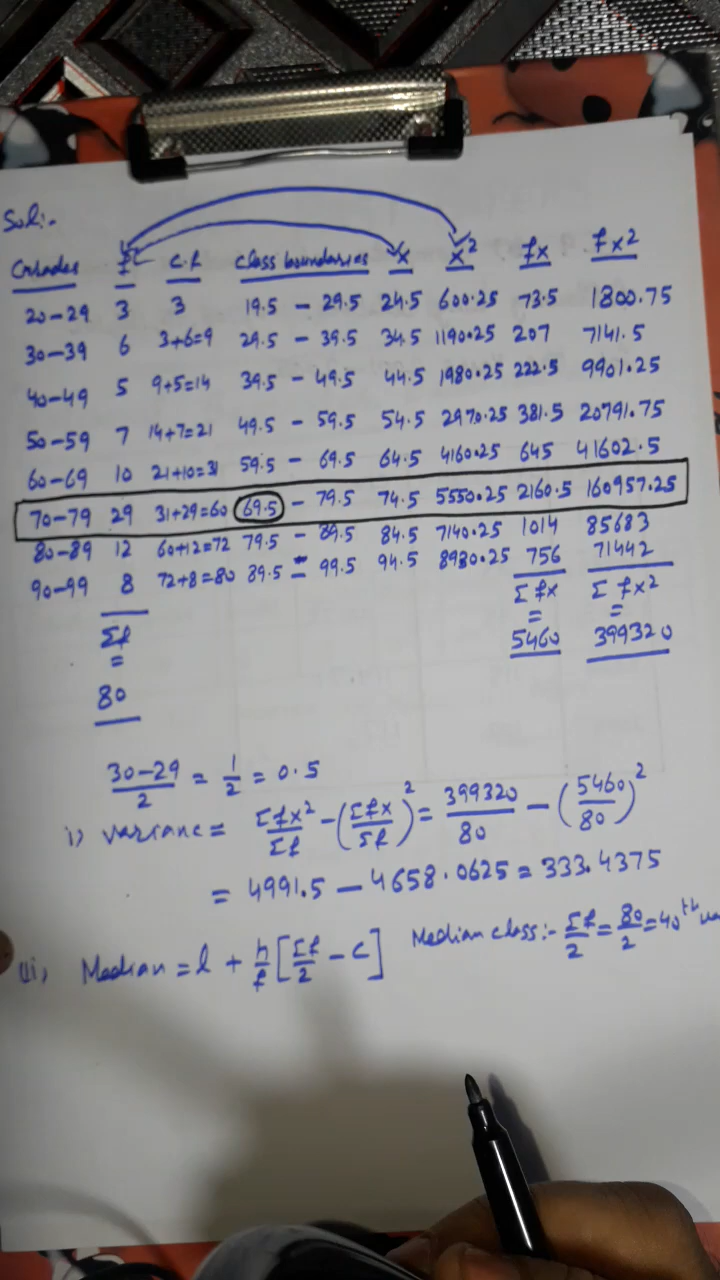 Sol:-
Grades f c.f Class boundaries x x² fx fx²
20-29 3 3 19.5 - 29.5 24.5 600.25 73.5 1800.75
30-39 6 3+6=9 29.5 - 39.5 34.5 1190.25 207 7141.5
40-49 5 9+5=14 39.5 - 49.5 44.5 1980.25 222.5 9901.25
50-59 7 14+7=21 49.5 - 59.5 54.5 2970.25 381.5 20791.75
60-69 10 21+10=31 59.5 - 69.5 64.5 4160.25 645 41602.5
70-79 29 31+29=60 69.5 - 79.5 74.5 5550.25 2160.5 160957.25
80-89 12 60+12=72 79.5 - 89.5 84.5 7140.25 1014 85683
90-99 8 72+8=80 89.5 - 99.5 94.5 8930.25 756 71442
Σf = 80 Σfx = 5460 Σfx² = 399320
30-29/2 = 1/2 = 0.5
i) variance = Σfx²/Σf - (Σfx/Σf)² = 399320/80 - (5460/80)²
= 4991.5 - 4658.0625 = 333.4375
ii) Median = l + h/f [Σf/2 - c] Median class:- Σf/2 = 80/2 = 40th